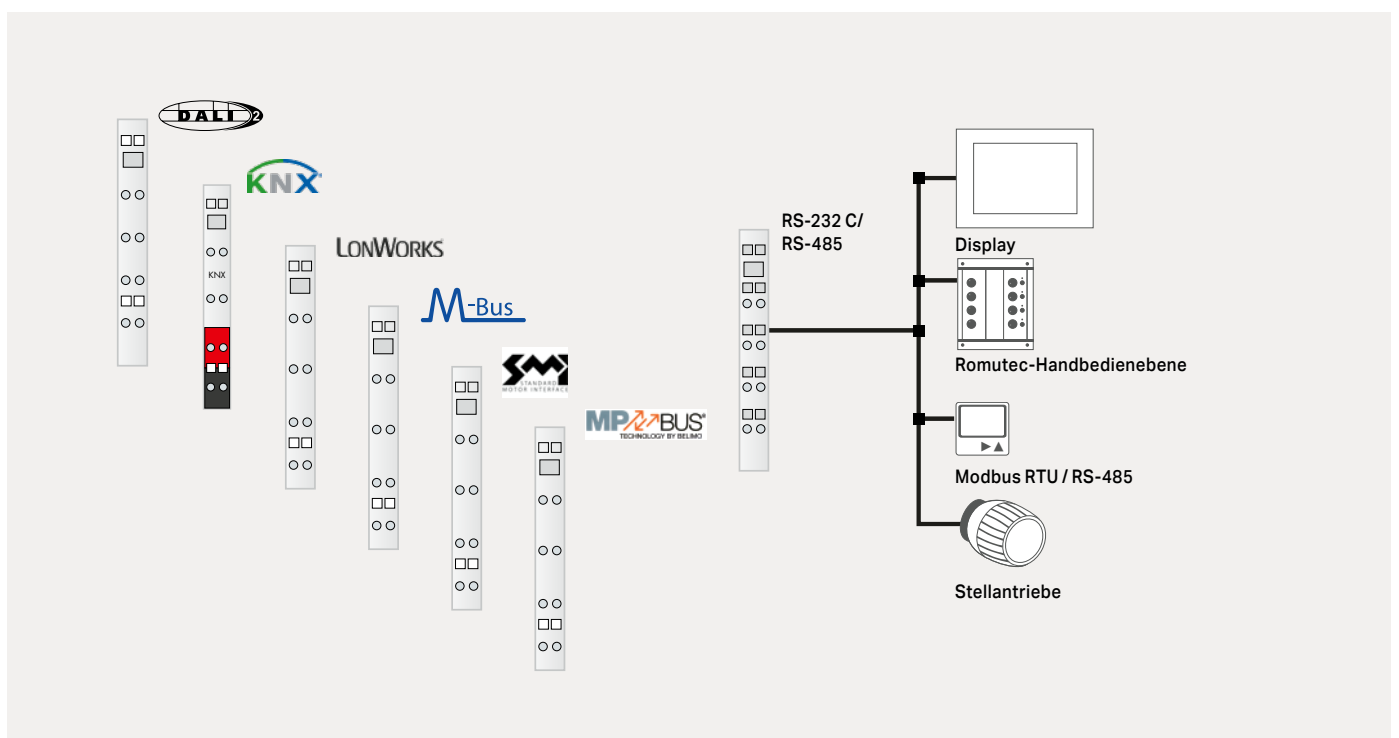 DALI 2
KNX
KNX
LONWORKS
M-Bus
SMI
STANDARD
MOTOR INTERFACE
MP BUS®
TECHNOLOGY BY BELIMO
RS-232 C/
RS-485
Display
Romutec-Handbedienebene
Modbus RTU / RS-485
Stellantriebe